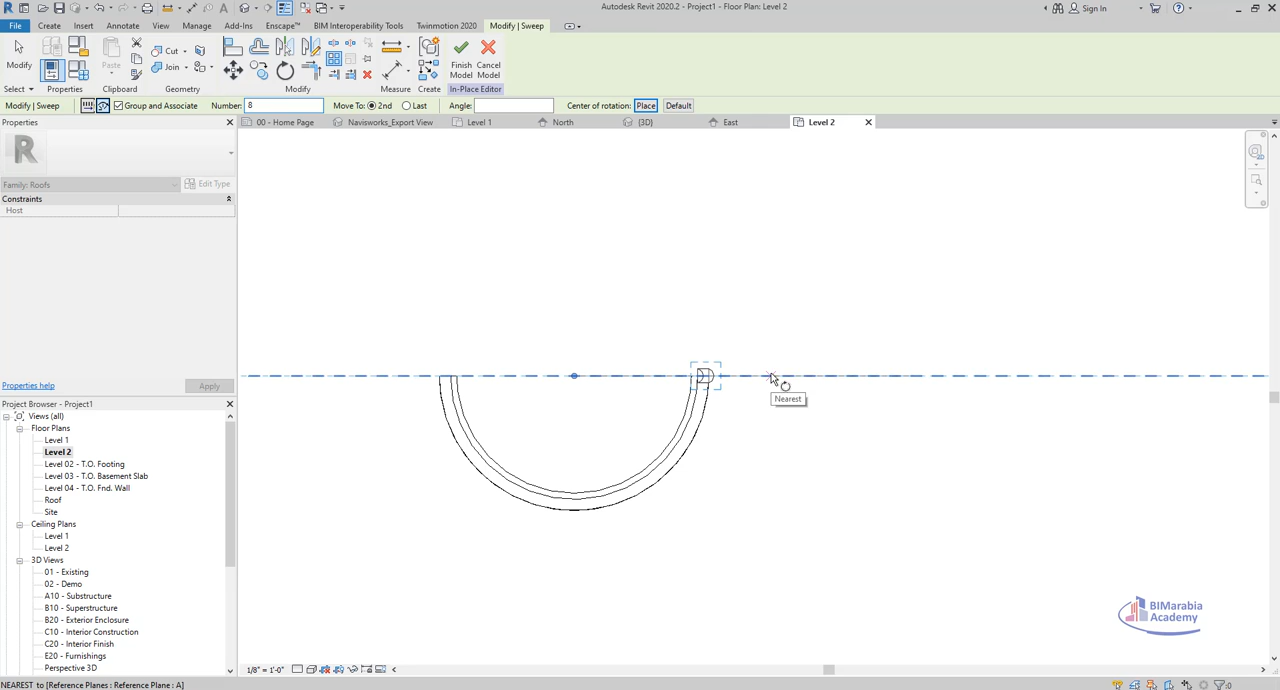 Autodesk Revit 2020.2 - Project1 - Floor Plan: Level 2
Sign In
File Create Insert Annotate View Manage Add-Ins Enscape™ BIM Interoperability Tools Twinmotion 2020 Modify | Sweep
Modify
Paste
Cut
Join
Finish Model
Cancel Model
Select Properties Clipboard Geometry Modify Measure Create In-Place Editor
Modify | Sweep Group and Associate Number: 8 Move To: 2nd Last Angle: Center of rotation: Place Default
Properties
00 - Home Page Navisworks_Export View Level 1 North {3D} East Level 2
R
Family: Roofs Edit Type
Constraints
Host
Nearest
Properties help Apply
Project Browser - Project1
Views (all)
Floor Plans
Level 1
Level 2
Level 02 - T.O. Footing
Level 03 - T.O. Basement Slab
Level 04 - T.O. Fnd. Wall
Roof
Site
Ceiling Plans
Level 1
Level 2
3D Views
01 - Existing
02 - Demo
A10 - Substructure
B10 - Superstructure
B20 - Exterior Enclosure
C10 - Interior Construction
C20 - Interior Finish
E20 - Furnishings
Perspective 3D
BIMarabia
Academy
1/8" = 1'-0"
NEAREST to [Reference Planes : Reference Plane : A]
:0